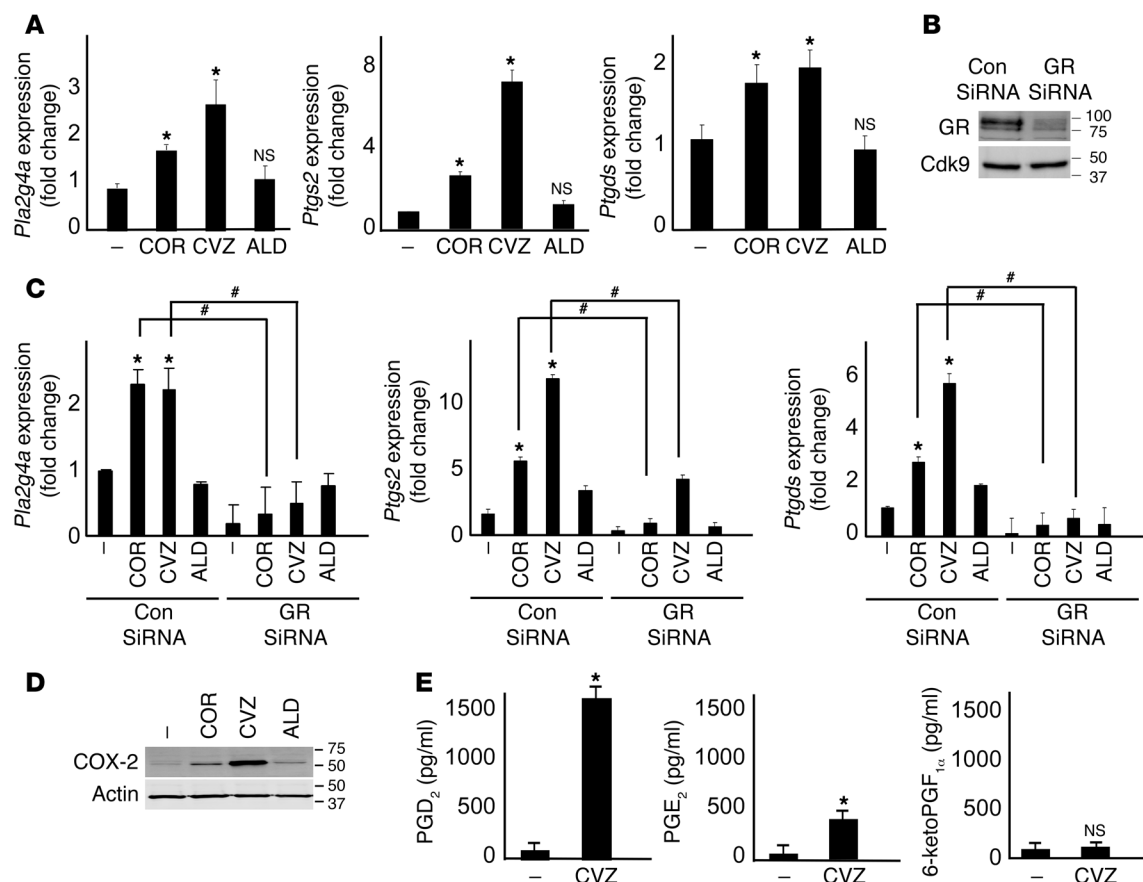 A
Pla2g4a expression
(fold change)
3
2
1
0
*
*
NS
– COR CVZ ALD
Ptgs2 expression
(fold change)
8
4
0
*
*
NS
– COR CVZ ALD
Ptgds expression
(fold change)
2
1
0
*
*
NS
– COR CVZ ALD
B
Con SiRNA
GR SiRNA
GR
100
75
Cdk9
50
37
C
Pla2g4a expression
(fold change)
2
1
0
#
#
*
*
– COR CVZ ALD – COR CVZ ALD
Con SiRNA
GR SiRNA
Ptgs2 expression
(fold change)
10
5
0
#
#
*
*
– COR CVZ ALD – COR CVZ ALD
Con SiRNA
GR SiRNA
Ptgds expression
(fold change)
6
4
2
0
#
#
*
*
– COR CVZ ALD – COR CVZ ALD
Con SiRNA
GR SiRNA
D
– COR CVZ ALD
COX-2
75
50
Actin
50
37
E
PGD2 (pg/ml)
1500
1000
500
0
*
– CVZ
PGE2 (pg/ml)
1500
1000
500
0
*
– CVZ
6-ketoPGF1α (pg/ml)
1500
1000
500
0
NS
– CVZ